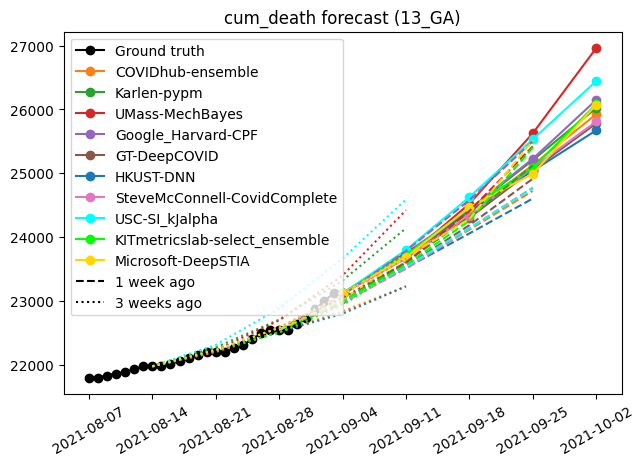 cum_death forecast (13_GA)
27000
26000
25000
24000
23000
22000
Ground truth
COVIDhub-ensemble
Karlen-pypm
UMass-MechBayes
Google_Harvard-CPF
GT-DeepCOVID
HKUST-DNN
SteveMcConnell-CovidComplete
USC-SI_kJalpha
KITmetricslab-select_ensemble
Microsoft-DeepSTIA
1 week ago
3 weeks ago
2021-08-07
2021-08-14
2021-08-21
2021-08-28
2021-09-04
2021-09-11
2021-09-18
2021-09-25
2021-10-02